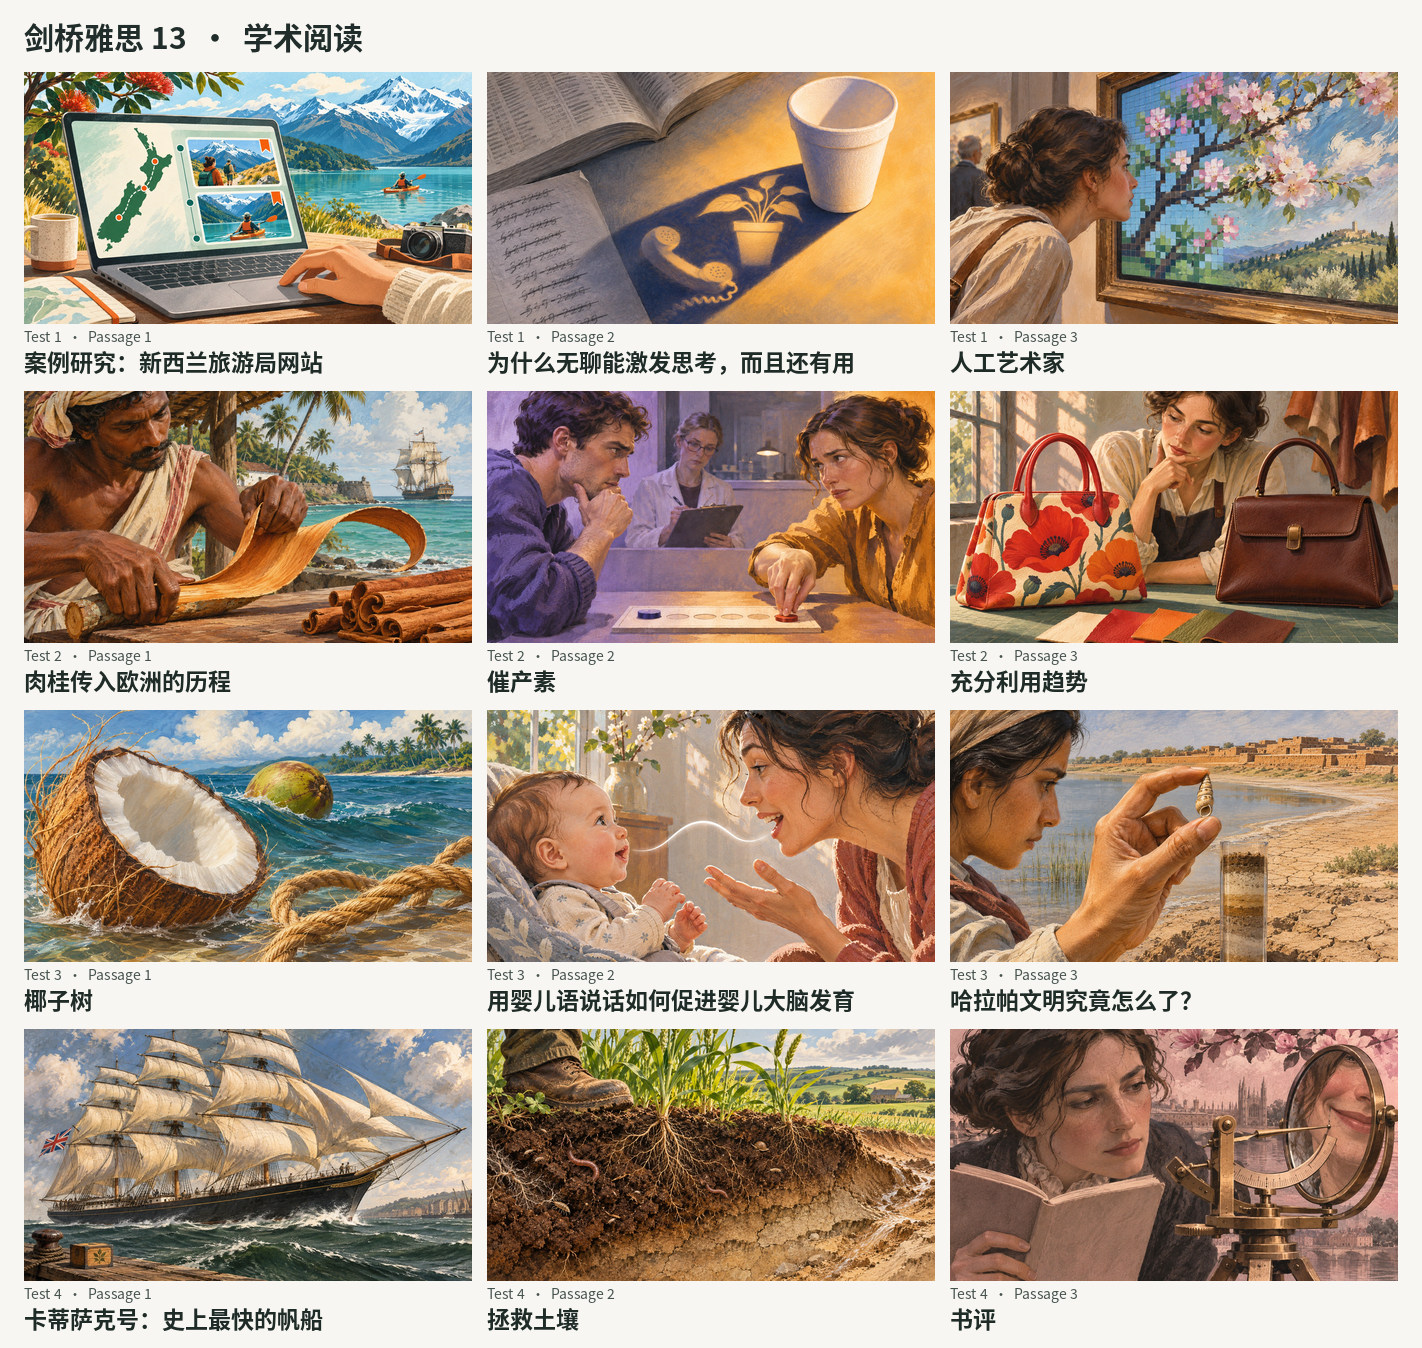 剑桥雅思 13 · 学术阅读
Test 1 · Passage 1
案例研究：新西兰旅游局网站
Test 1 · Passage 2
为什么无聊能激发思考，而且还有用
Test 1 · Passage 3
人工艺术家
Test 2 · Passage 1
肉桂传入欧洲的历程
Test 2 · Passage 2
催产素
Test 2 · Passage 3
充分利用趋势
Test 3 · Passage 1
椰子树
Test 3 · Passage 2
用婴儿语说话如何促进婴儿大脑发育
Test 3 · Passage 3
哈拉帕文明究竟怎么了？
Test 4 · Passage 1
卡蒂萨克号：史上最快的帆船
Test 4 · Passage 2
拯救土壤
Test 4 · Passage 3
书评